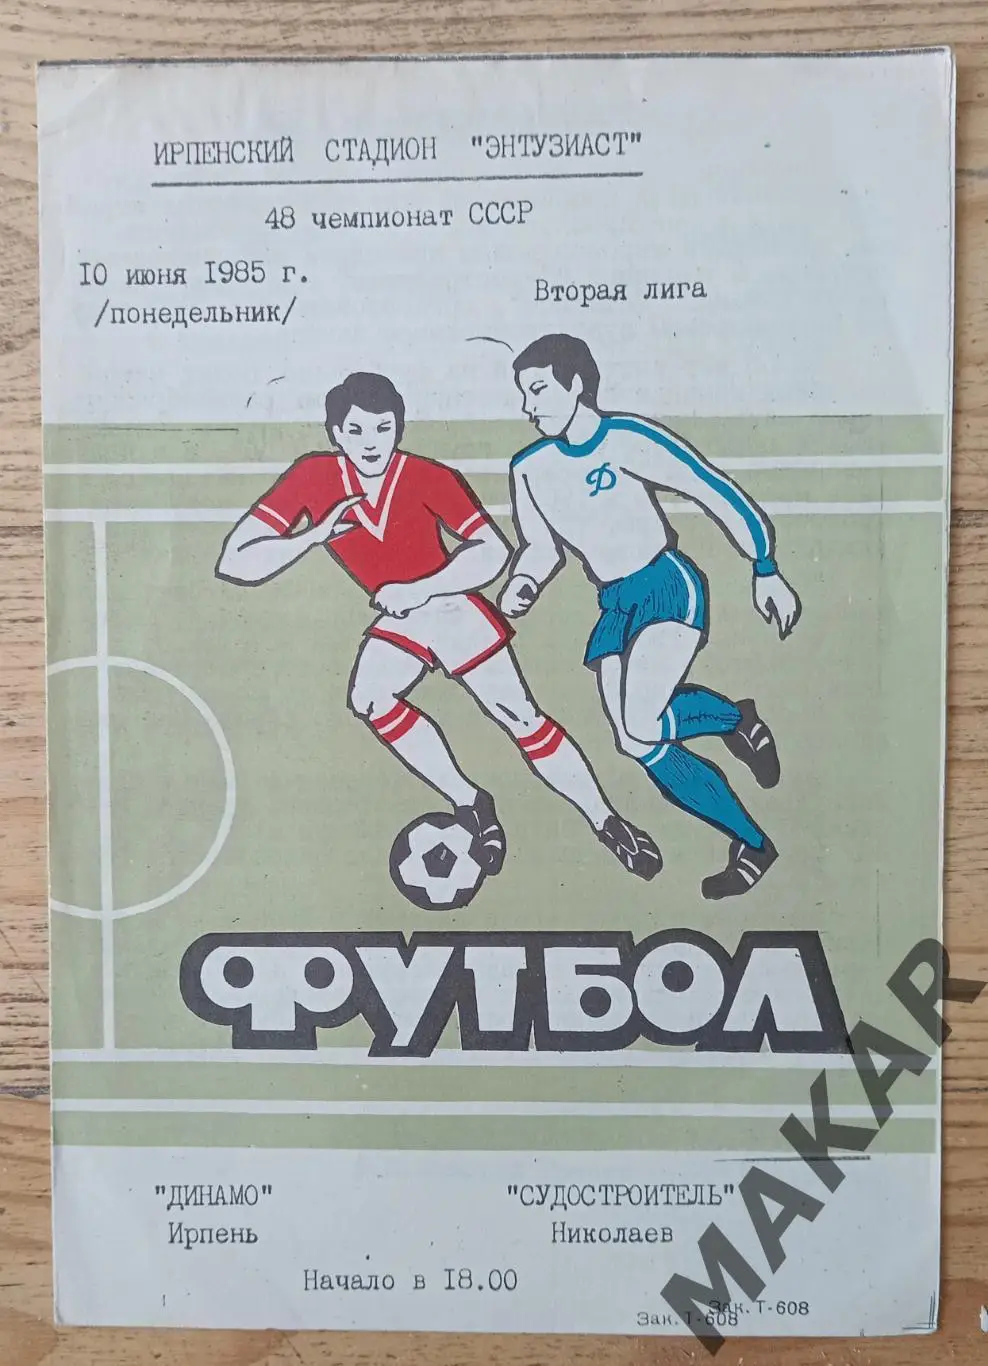 ИРПЕНСКИЙ СТАДИОН "ЭНТУЗИАСТ"
48 чемпионат СССР
10 июня 1985 г.
/понедельник/
Вторая лига
Д
ФУТБОЛ
"ДИНАМО"
Ирпень
"СУДОСТРОИТЕЛЬ"
Николаев
Начало в 18.00
Зак. Т-608
Зак. Т-608
MAKAR